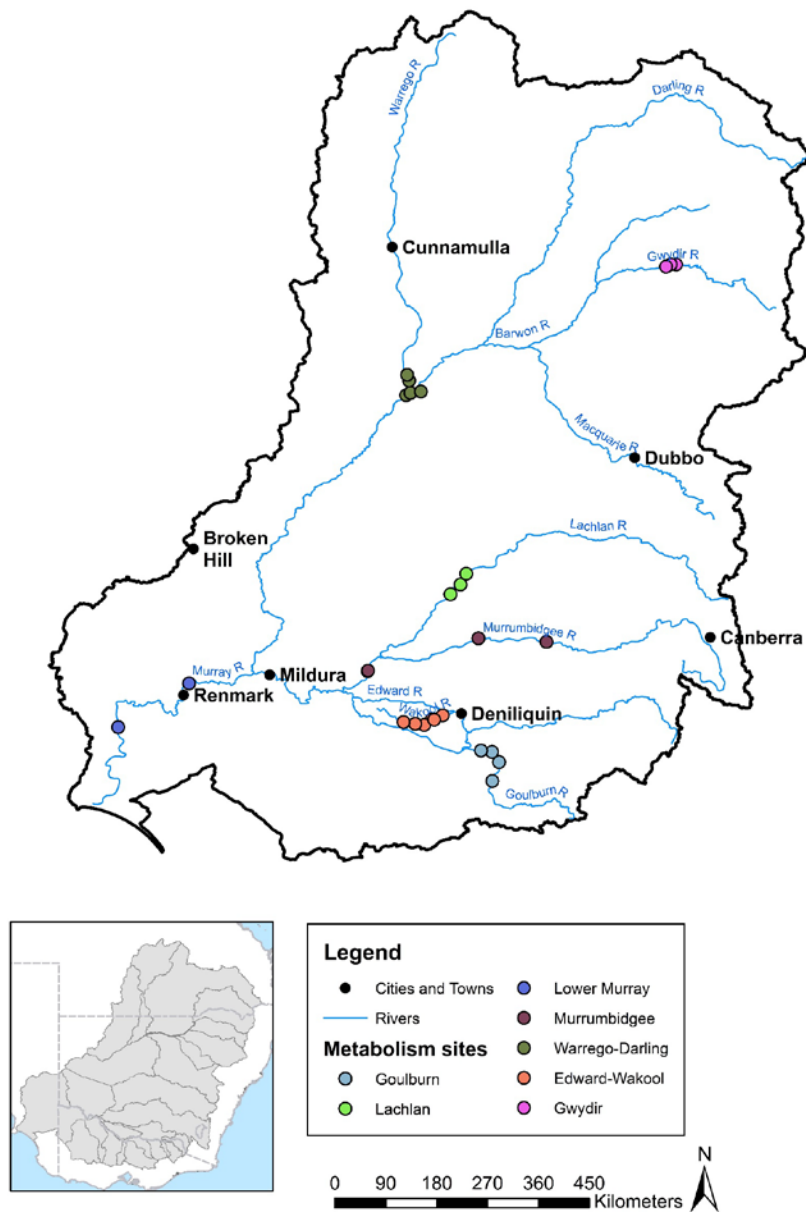 Warrego R
Darling R
Cunnamulla
Gwydir R
Barwon R
Macquarie R
Dubbo
Lachlan R
Broken
Hill
Murrumbidgee R
Canberra
Murray R
Mildura
Renmark
Edward R
Wakool R
Deniliquin
Goulburn R
Legend
Cities and Towns
Rivers
Metabolism sites
Goulburn
Lachlan
Lower Murray
Murrumbidgee
Warrego-Darling
Edward-Wakool
Gwydir
N
0 90 180 270 360 450
Kilometers